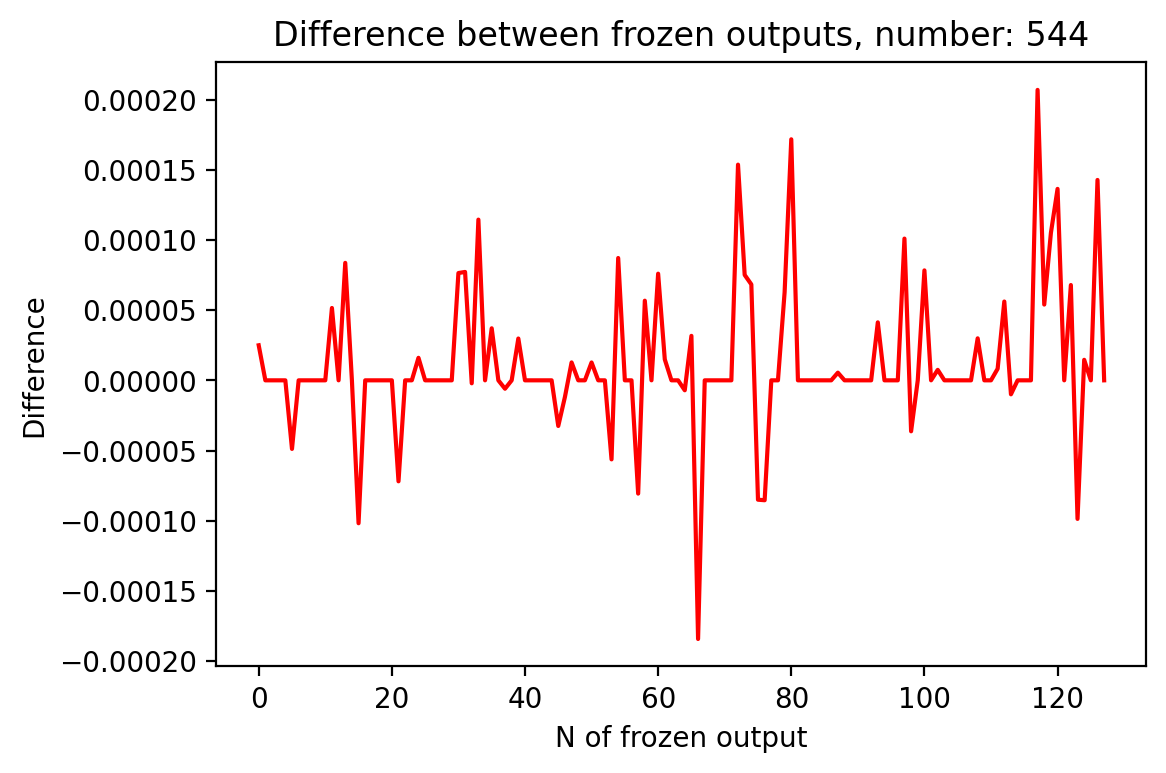 Difference between frozen outputs, number: 544
0.00020
0.00015
0.00010
0.00005
0.00000
−0.00005
−0.00010
−0.00015
−0.00020
Difference
0 20 40 60 80 100 120
N of frozen output